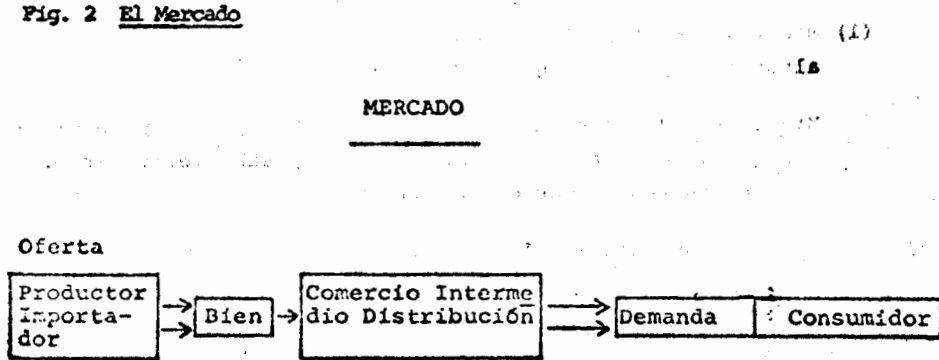 Fig. 2 El Mercado
MERCADO
Oferta
Productor
Importa-
dor
Bien
Comercio Interme
dio Distribución
Demanda
Consumidor